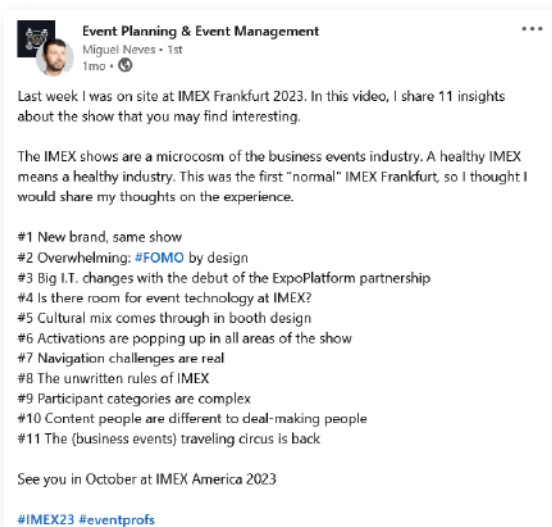 Event Planning & Event Management
Miguel Neves • 1st
1mo •
Last week I was on site at IMEX Frankfurt 2023. In this video, I share 11 insights
about the show that you may find interesting.
The IMEX shows are a microcosm of the business events industry. A healthy IMEX
means a healthy industry. This was the first "normal" IMEX Frankfurt, so I thought I
would share my thoughts on the experience.
#1 New brand, same show
#2 Overwhelming: #FOMO by design
#3 Big I.T. changes with the debut of the ExpoPlatform partnership
#4 Is there room for event technology at IMEX?
#5 Cultural mix comes through in booth design
#6 Activations are popping up in all areas of the show
#7 Navigation challenges are real
#8 The unwritten rules of IMEX
#9 Participant categories are complex
#10 Content people are different to deal-making people
#11 The (business events) traveling circus is back
See you in October at IMEX America 2023
#IMEX23 #eventprofs